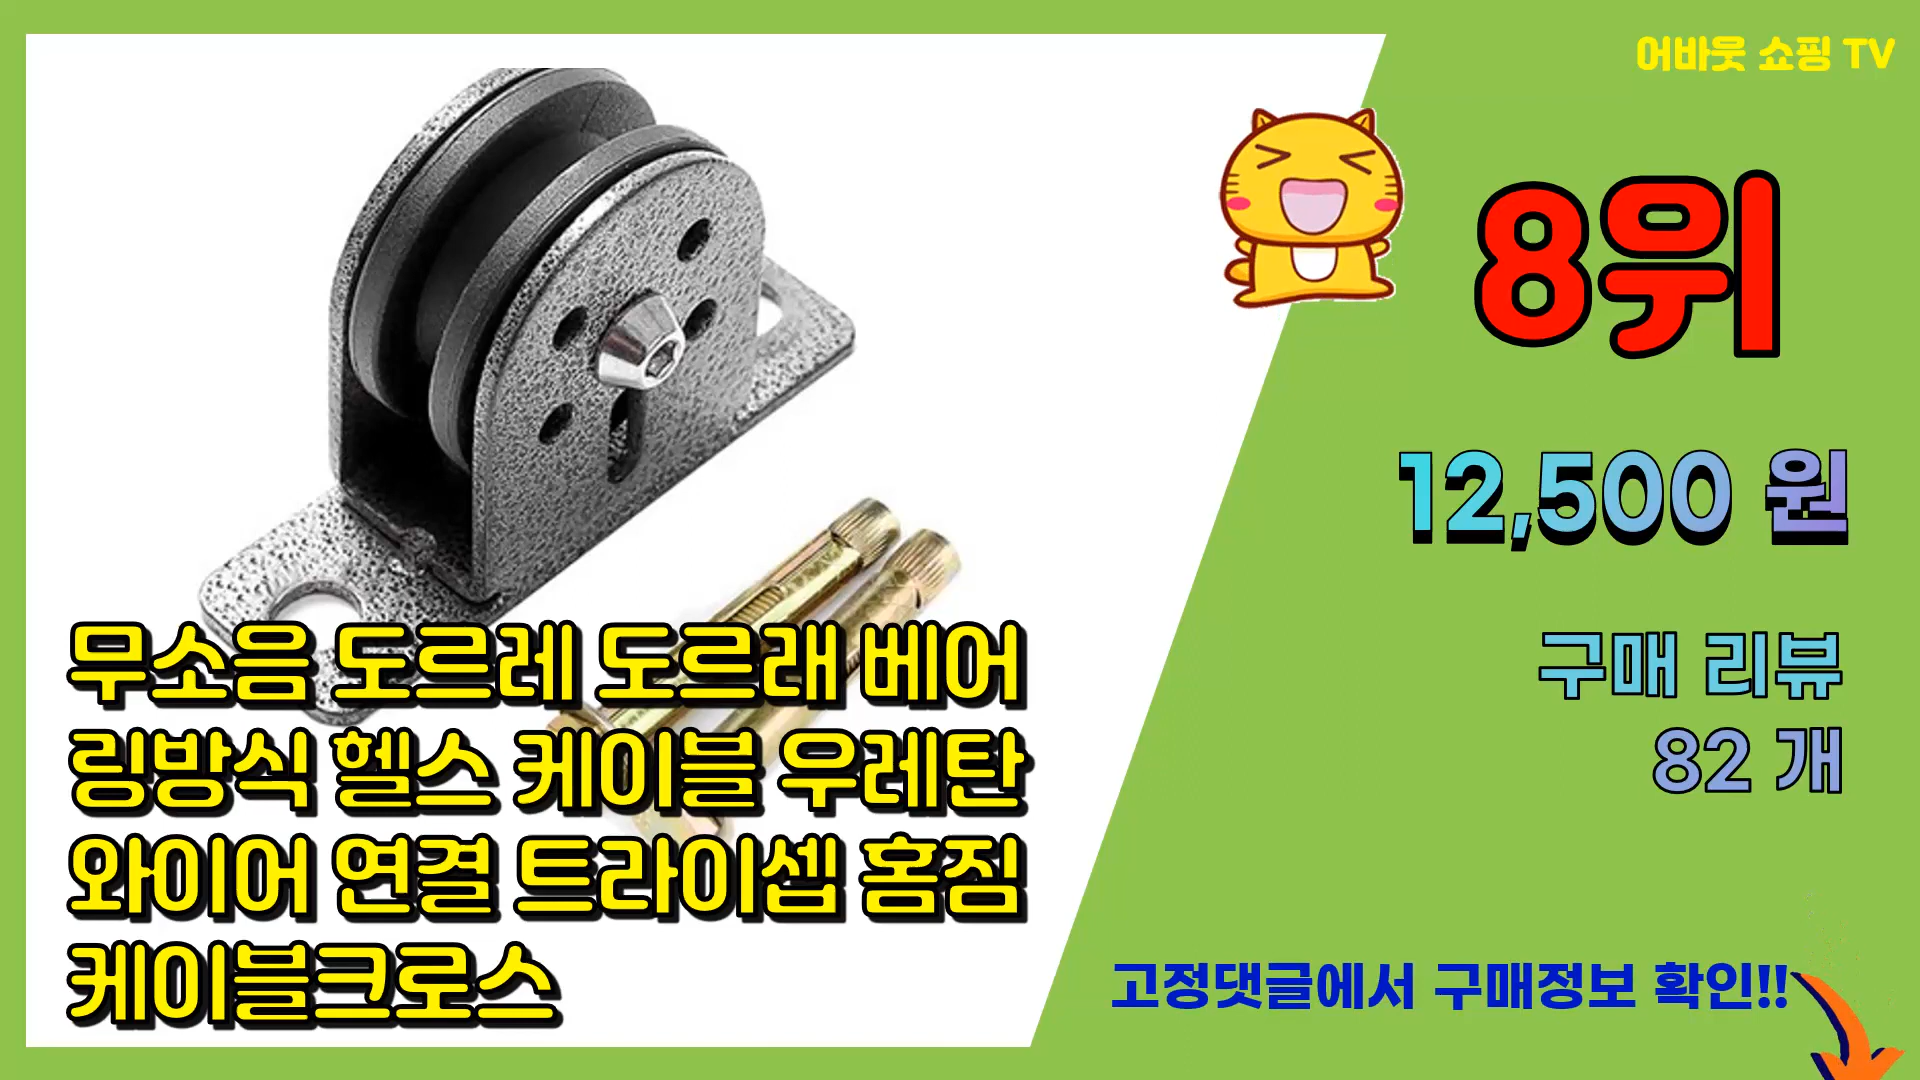 어바웃 쇼핑 TV
8위
12,500 원
구매 리뷰
82 개
무소음 도르레 도르래 베어
링방식 헬스 케이블 우레탄
와이어 연결 트라이셉 홈짐
케이블크로스
고정댓글에서 구매정보 확인!!